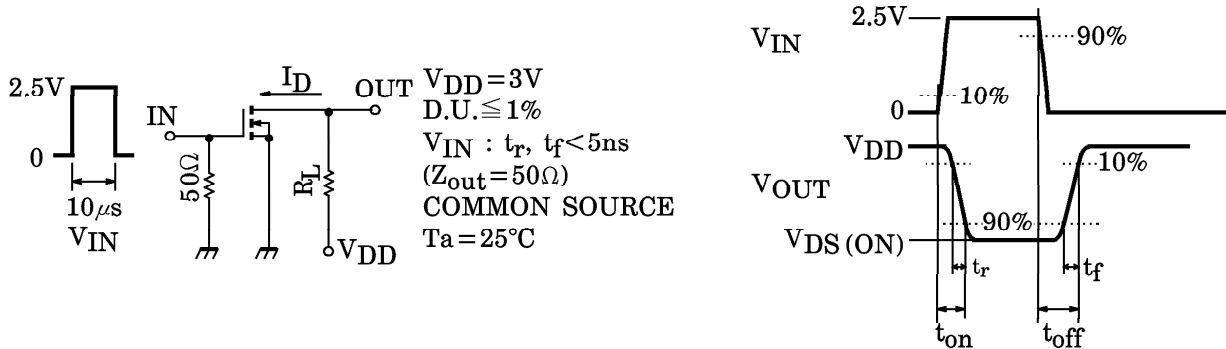 2.5V
0
10μs
VIN
IN
50Ω
ID
OUT
RL
VDD
VDD=3V
D.U.≦1%
VIN : tr, tf<5ns
(Zout=50Ω)
COMMON SOURCE
Ta=25℃
VIN
2.5V
90%
10%
0
VDD
10%
VOUT
90%
VDS (ON)
tr
tf
ton
toff